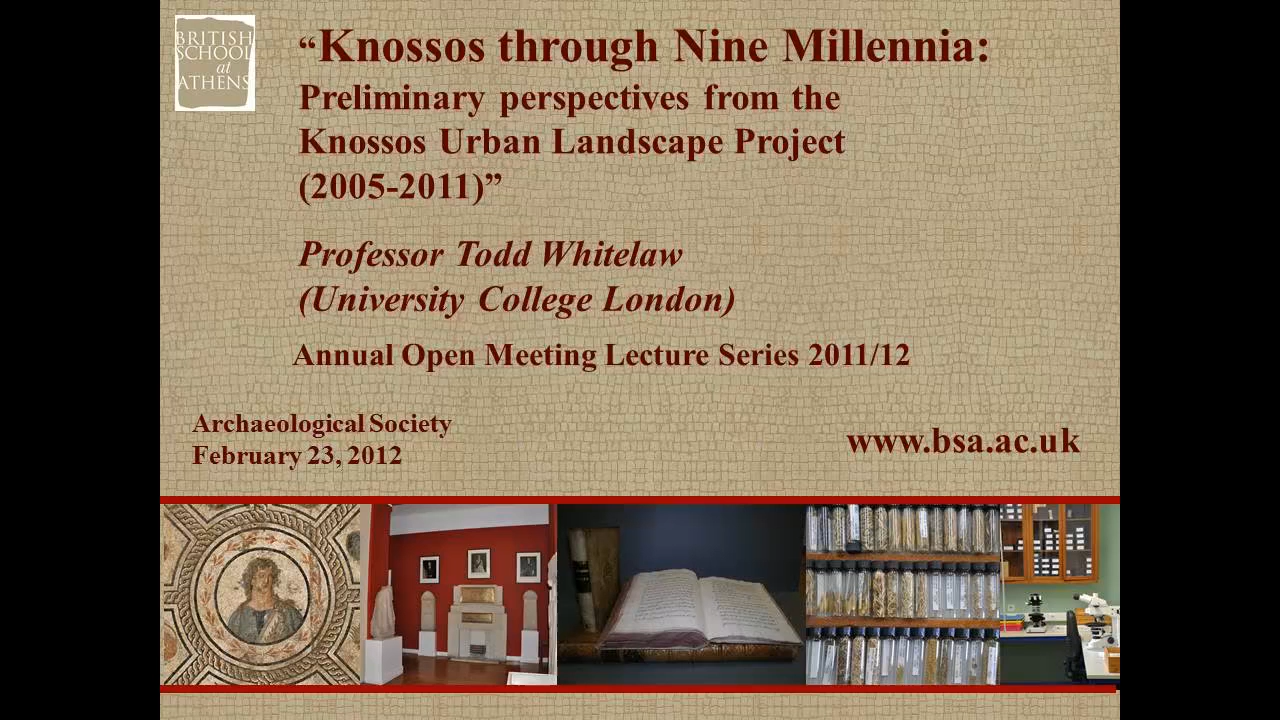 BRITISH
SCHOOL
at
ATHENS
“Knossos through Nine Millennia:
Preliminary perspectives from the
Knossos Urban Landscape Project
(2005-2011)”
Professor Todd Whitelaw
(University College London)
Annual Open Meeting Lecture Series 2011/12
Archaeological Society
February 23, 2012
www.bsa.ac.uk